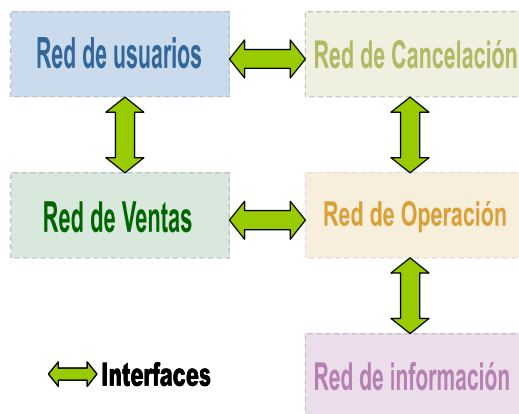 Red de usuarios
Red de Cancelación
Red de Ventas
Red de Operación
Interfaces
Red de información